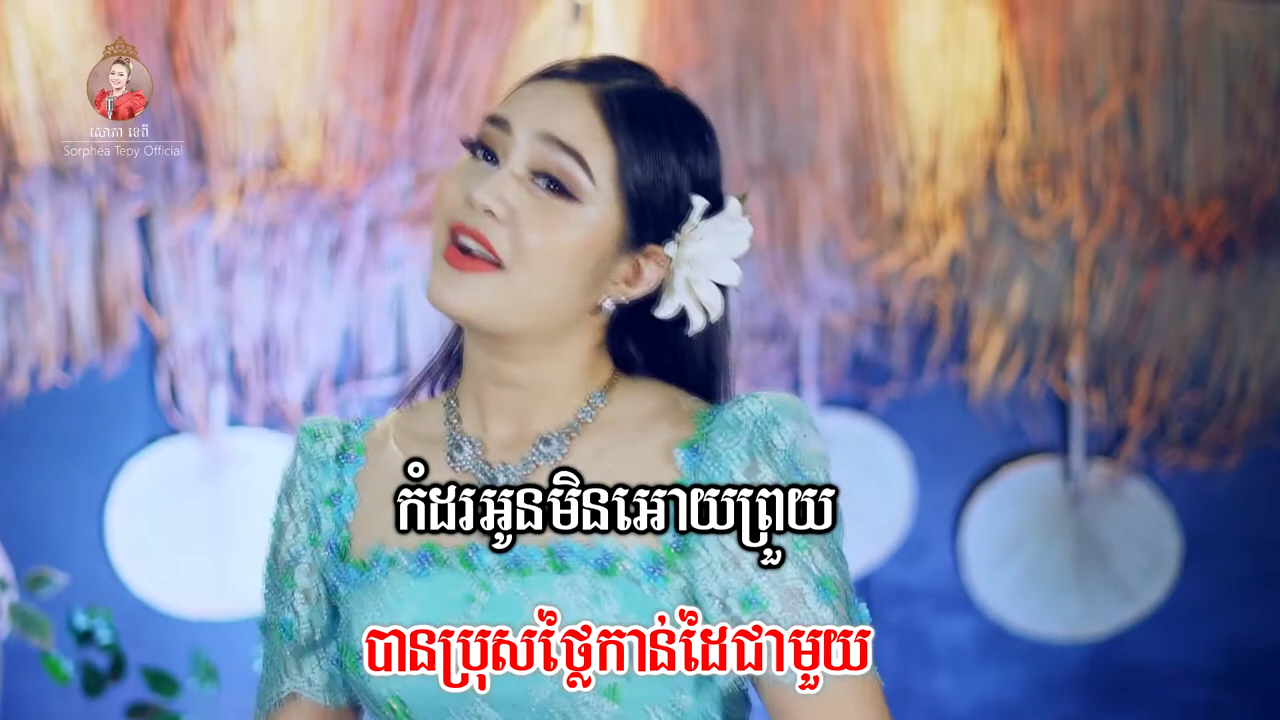 សោភា ទេពី
Sorphea Tepy Official
កំដរអូនមិនអោយព្រួយ
បានប្រុសថ្លៃកាន់ដៃជាមួយ